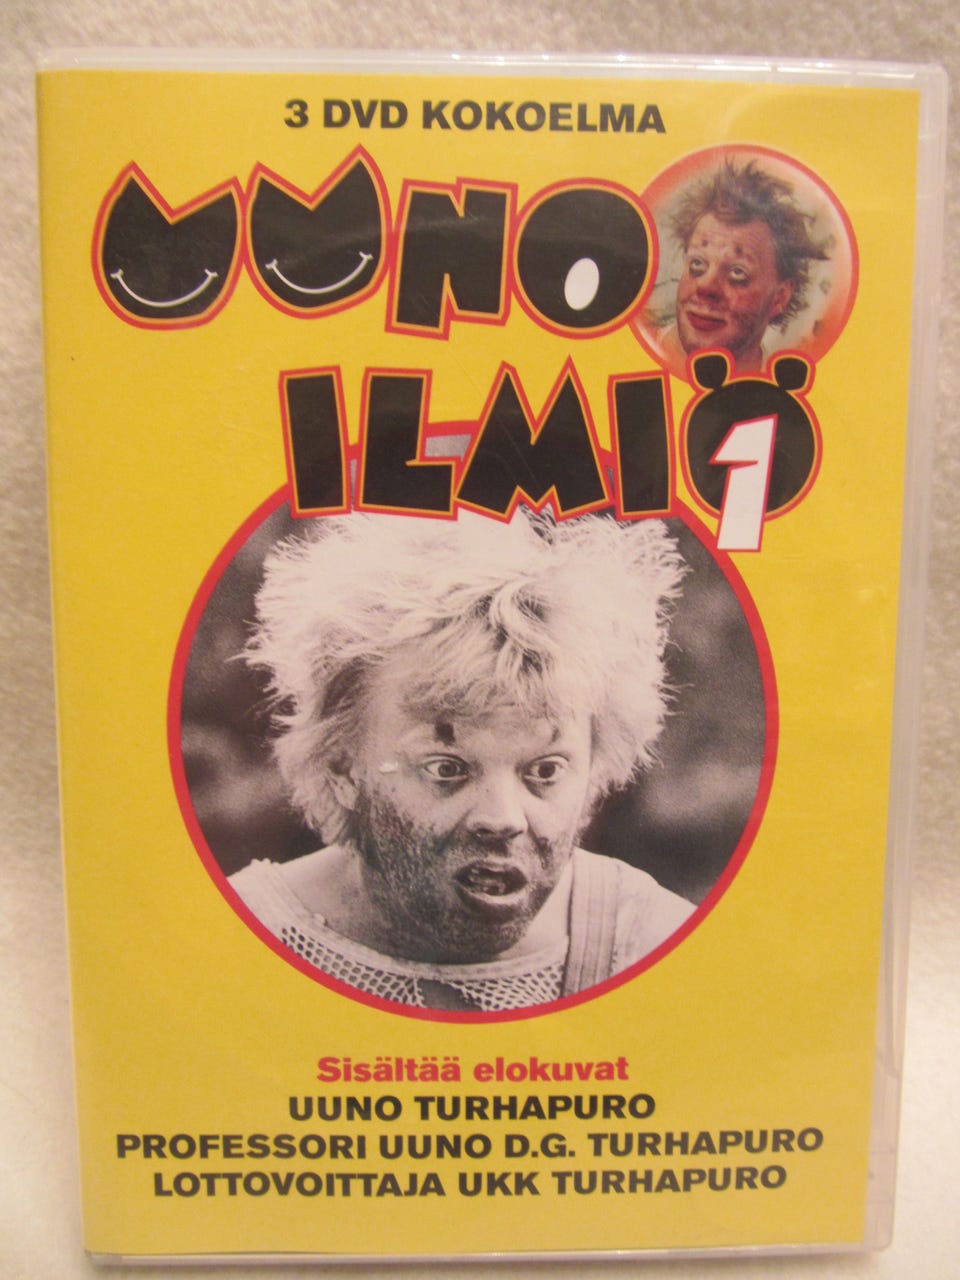 3 DVD KOKOELMA
UUNO
ILMIÖ
1
Sisältää elokuvat
UUNO TURHAPURO
PROFESSORI UUNO D.G. TURHAPURO
LOTTOVOITTAJA UKK TURHAPURO